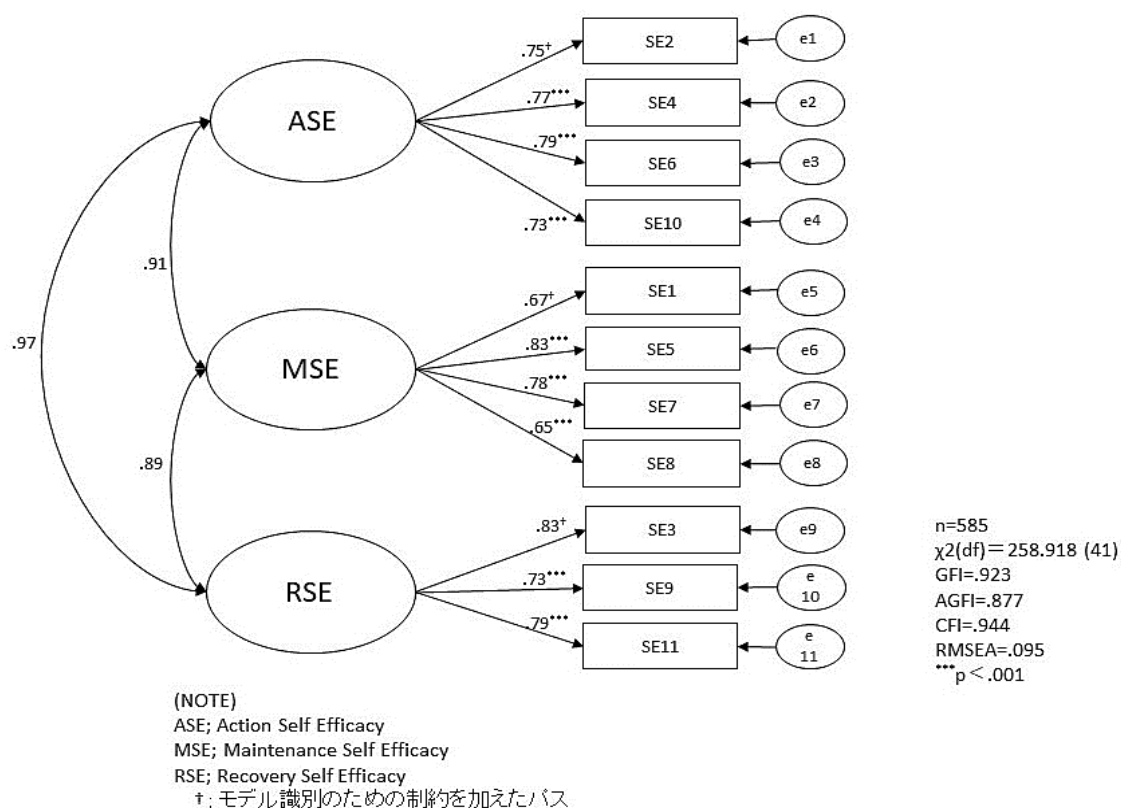 .75†
SE2
e1
ASE
.77***
SE4
e2
.79***
SE6
e3
.73***
SE10
e4
.91
.67†
SE1
e5
.97
MSE
.83***
SE5
e6
.78***
SE7
e7
.65***
SE8
e8
.89
.83†
SE3
e9
RSE
.73***
SE9
e
10
.79***
SE11
e
11
n=585
χ2(df)＝258.918 (41)
GFI=.923
AGFI=.877
CFI=.944
RMSEA=.095
***p＜.001
(NOTE)
ASE; Action Self Efficacy
MSE; Maintenance Self Efficacy
RSE; Recovery Self Efficacy
†; モデル識別のための制約を加えたパス